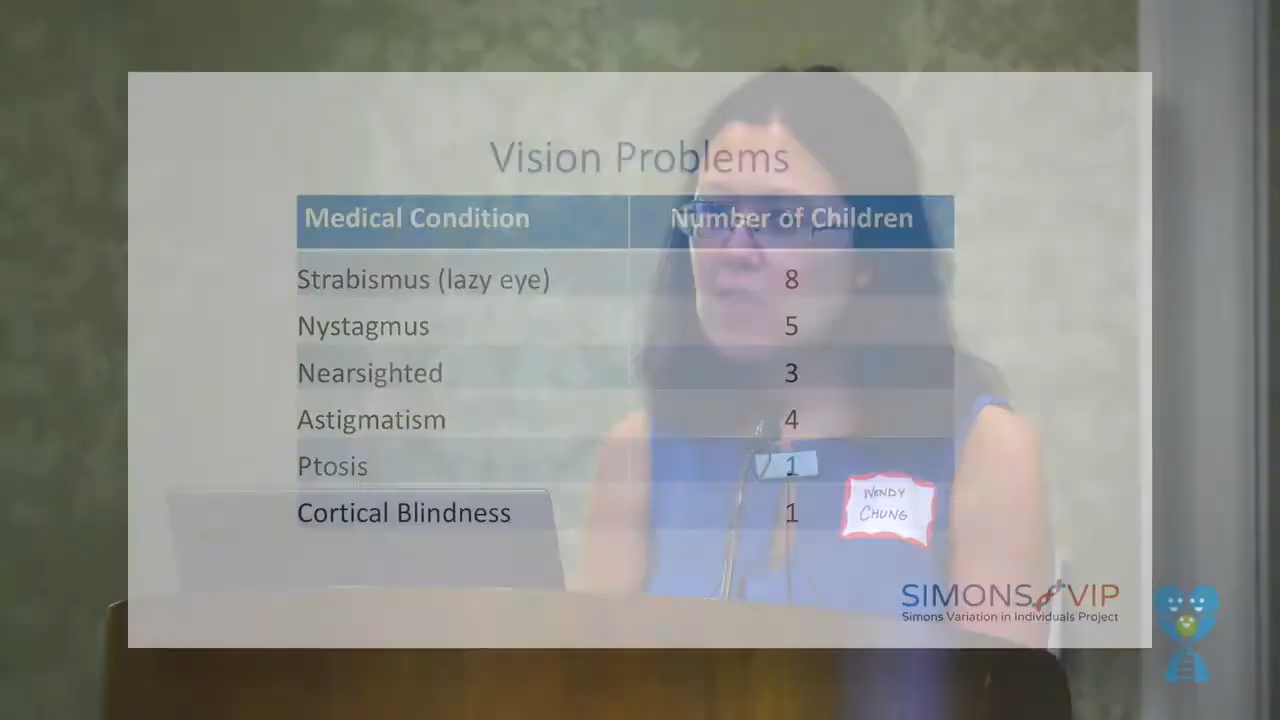 Vision Problems
Medical Condition Number of Children
Strabismus (lazy eye) 8
Nystagmus 5
Nearsighted 3
Astigmatism 4
Ptosis 1
Cortical Blindness 1
WENDY
CHUNG
SIMONS VIP
Simons Variation in Individuals Project